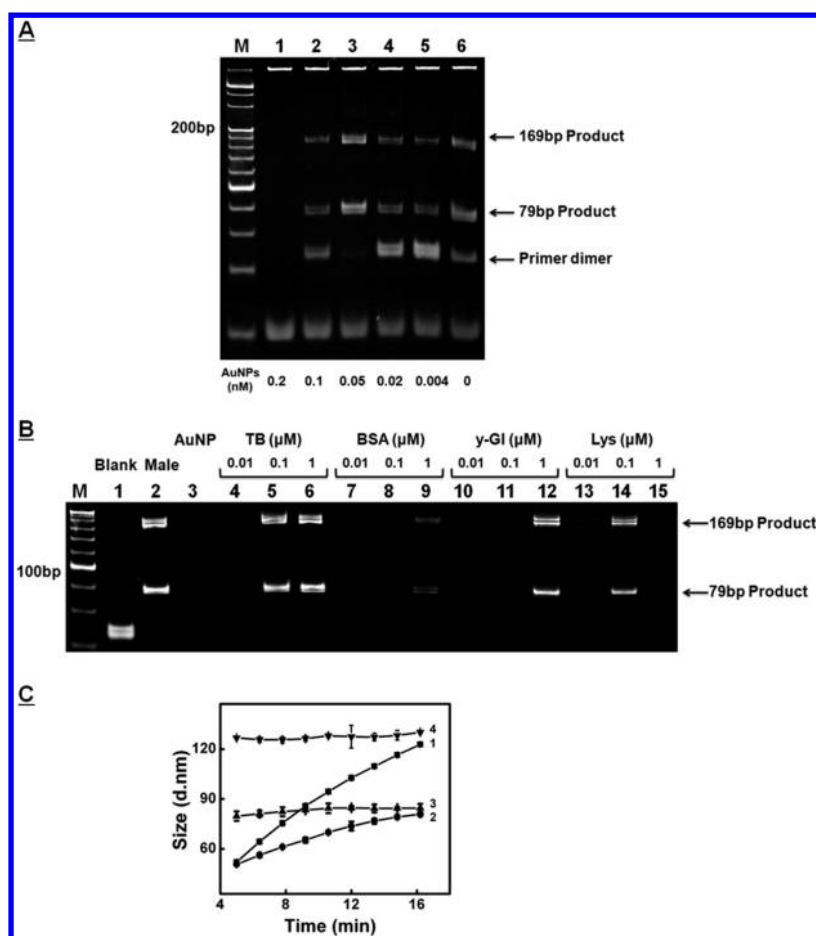 A
M 1 2 3 4 5 6
200bp
169bp Product
79bp Product
Primer dimer
AuNPs (nM) 0.2 0.1 0.05 0.02 0.004 0
B
AuNP TB (µM) BSA (µM) y-Gl (µM) Lys (µM)
Blank Male 0.01 0.1 1 0.01 0.1 1 0.01 0.1 1 0.01 0.1 1
M 1 2 3 4 5 6 7 8 9 10 11 12 13 14 15
169bp Product
100bp
79bp Product
C
Size (d.nm)
120
90
60
4
1
3
2
4 8 12 16
Time (min)